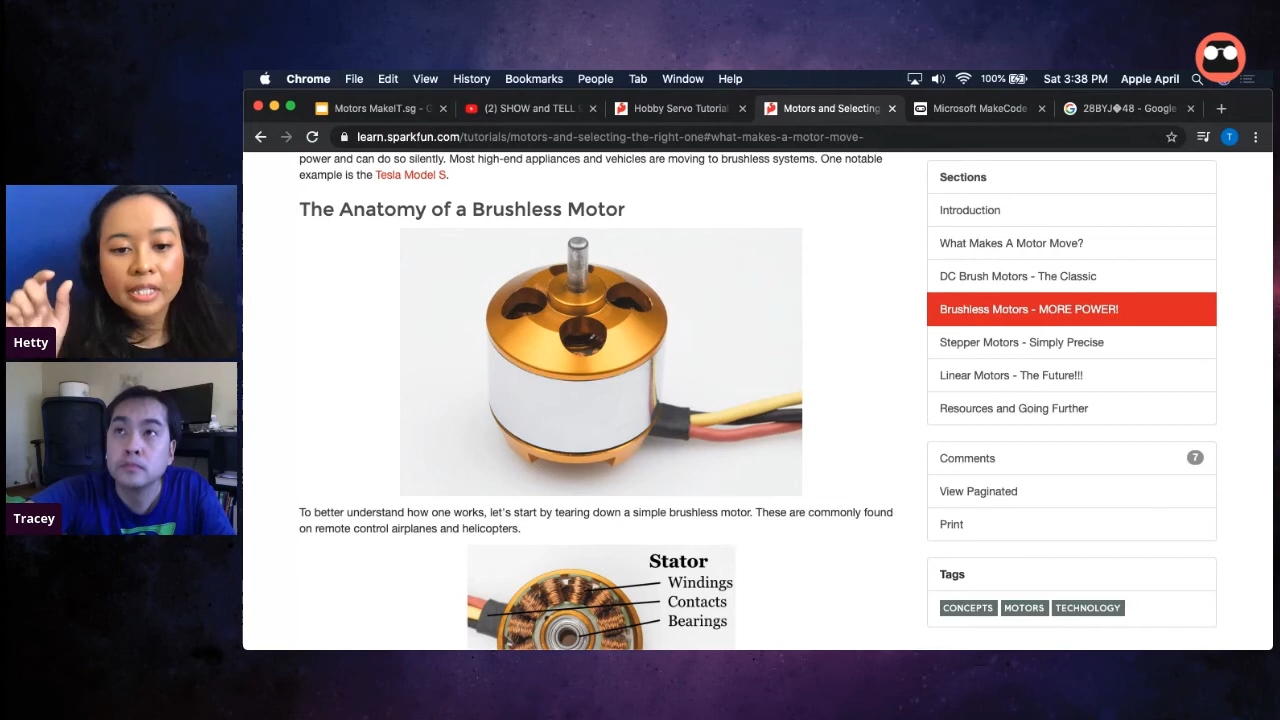 Chrome File Edit View History Bookmarks People Tab Window Help 100% Sat 3:38 PM Apple April
Motors MakeIT.sg - G
(2) SHOW and TELL S
Hobby Servo Tutorial
Motors and Selecting
Microsoft MakeCode
28BYJ�48 - Google
learn.sparkfun.com/tutorials/motors-and-selecting-the-right-one#what-makes-a-motor-move-
T
power and can do so silently. Most high-end appliances and vehicles are moving to brushless systems. One notable
example is the Tesla Model S.
The Anatomy of a Brushless Motor
To better understand how one works, let's start by tearing down a simple brushless motor. These are commonly found
on remote control airplanes and helicopters.
Stator
Windings
Contacts
Bearings
Sections
Introduction
What Makes A Motor Move?
DC Brush Motors - The Classic
Brushless Motors - MORE POWER!
Stepper Motors - Simply Precise
Linear Motors - The Future!!!
Resources and Going Further
Comments 7
View Paginated
Print
Tags
CONCEPTS MOTORS TECHNOLOGY
Hetty
Tracey